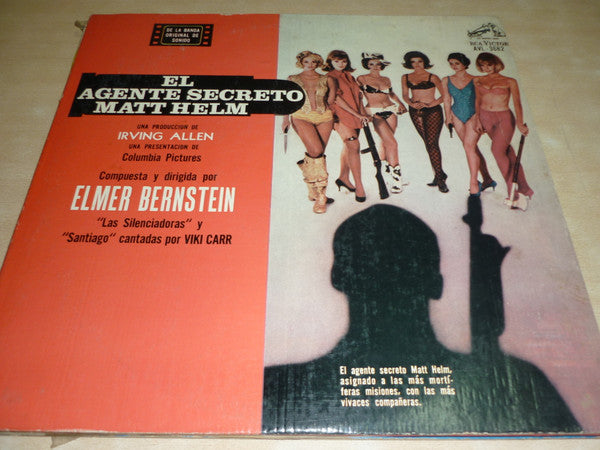 DE LA BANDA
ORIGINAL DE
SONIDO
EL
AGENTE SECRETO
MATT HELM
UNA PRODUCCION DE
IRVING ALLEN
UNA PRESENTACION DE
Columbia Pictures
Compuesta y dirigida por
ELMER BERNSTEIN
"Las Silenciadoras" y
"Santiago" cantadas por VIKI CARR
RCA VICTOR
El agente secreto Matt Helm,
asignado a las más mortí-
feras misiones, con las más
vivaces compañeras.